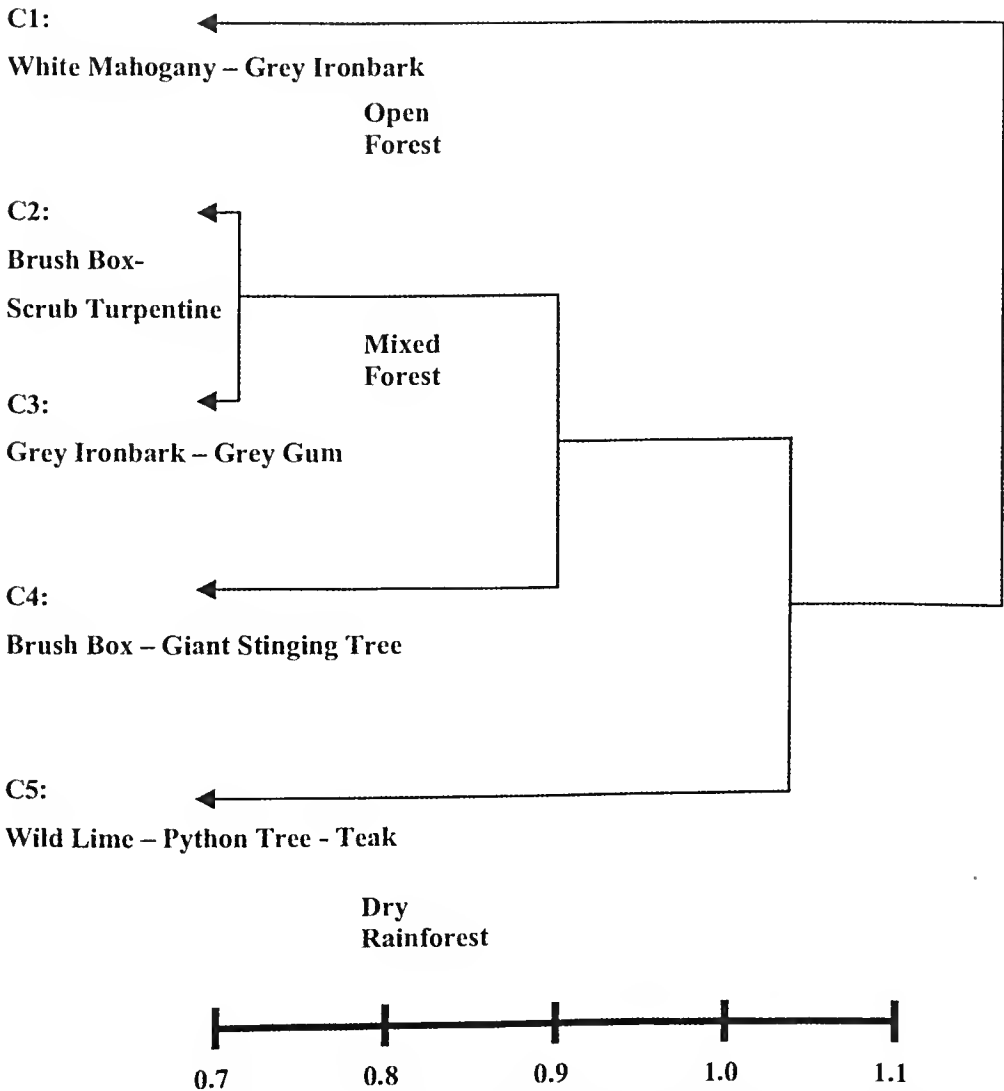 C1:
White Mahogany – Grey Ironbark
Open
Forest
C2:
Brush Box-
Scrub Turpentine
Mixed
Forest
C3:
Grey Ironbark – Grey Gum
C4:
Brush Box – Giant Stinging Tree
C5:
Wild Lime – Python Tree - Teak
Dry
Rainforest
0.7 0.8 0.9 1.0 1.1